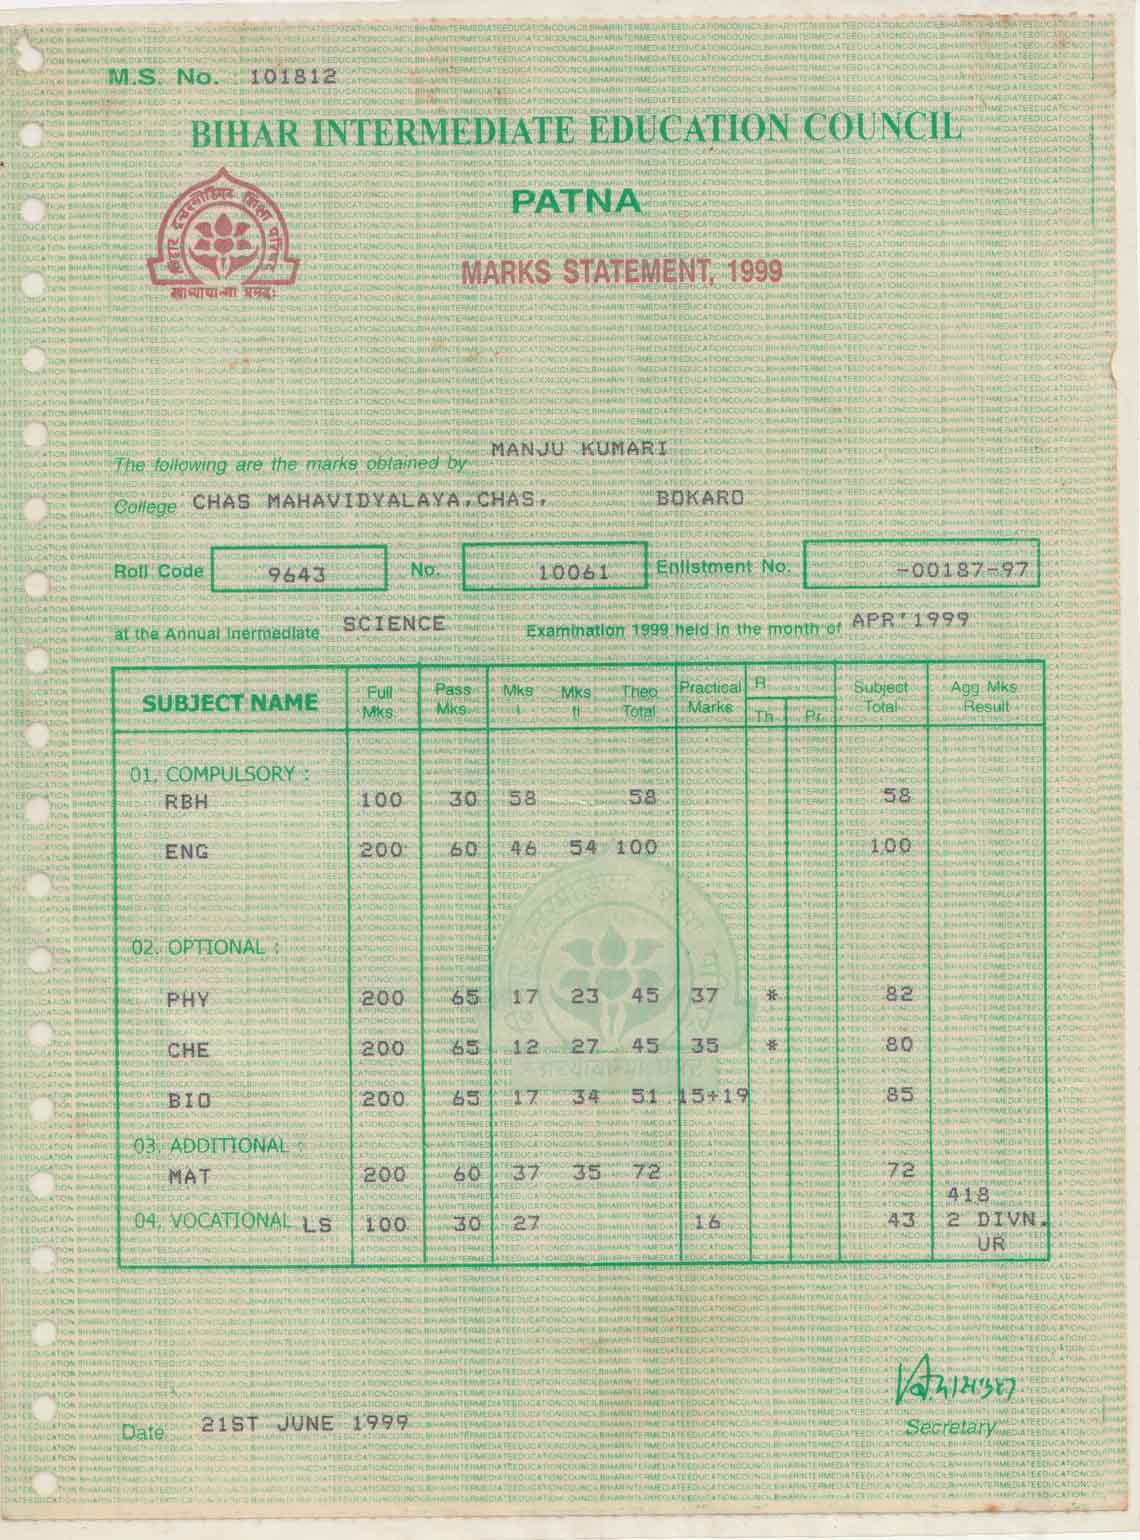 M.S. No. 101812
BIHAR INTERMEDIATE EDUCATION COUNCIL
PATNA
MARKS STATEMENT, 1999
The following are the marks obtained by MANJU KUMARI
College CHAS MAHAVIDYALAYA,CHAS, BOKARO
Roll Code 9643 No. 10061 Enlistment No. -00187-97
at the Annual Inermediate SCIENCE Examination 1999 held in the month of APR'1999
SUBJECT NAME Full Mks. Pass Mks. Mks I Mks II Theo Total Practical Marks R Th Pr. Subject Total Agg Mks Result
01. COMPULSORY :
RBH 100 30 58 58 58
ENG 200 60 46 54 100 100
02. OPTIONAL :
PHY 200 65 17 23 45 37 * 82
CHE 200 65 12 27 45 35 * 80
BIO 200 65 17 34 51 15+19 85
03. ADDITIONAL :
MAT 200 60 37 35 72 72
418
04. VOCATIONAL LS 100 30 27 16 43 2 DIVN.
UR
Date 21ST JUNE 1999
Secretary